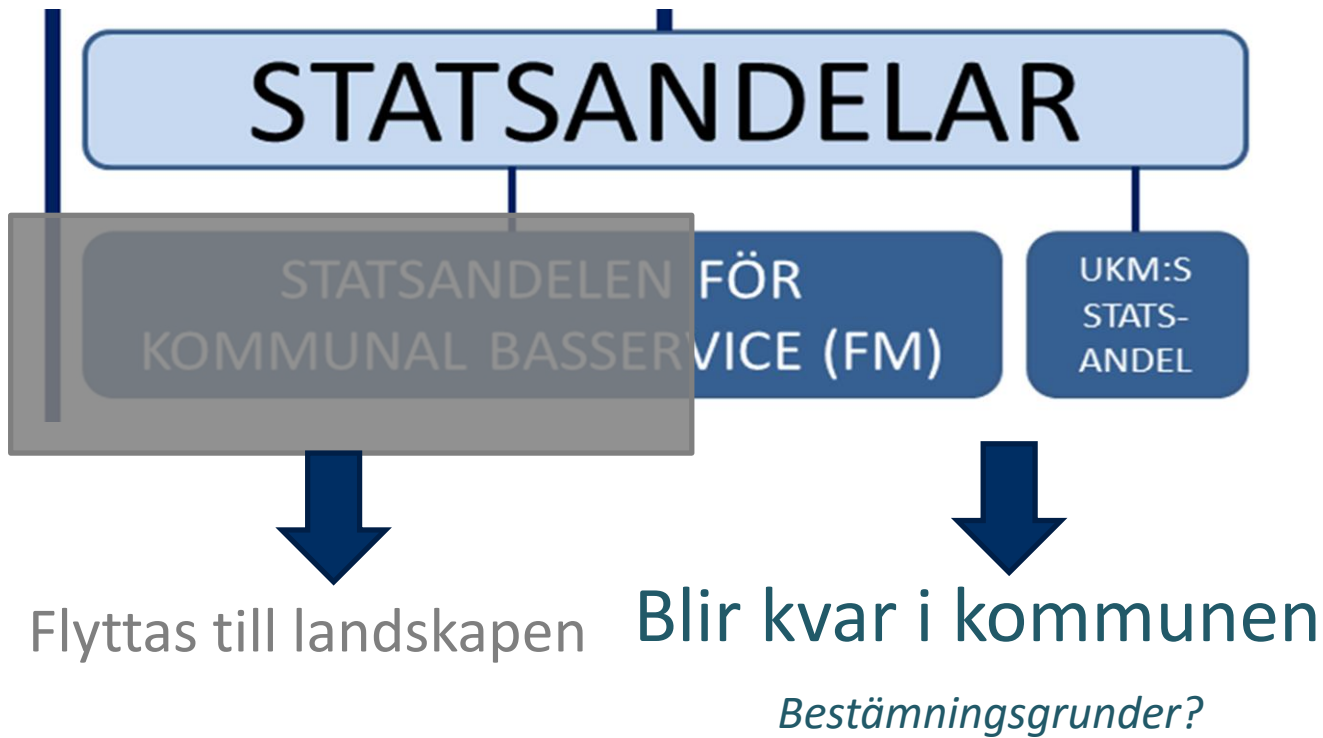 STATSANDELAR
STATSANDELEN FÖR
KOMMUNAL BASSERVICE (FM)
UKM:S
STATS-
ANDEL
Flyttas till landskapen
Blir kvar i kommunen
Bestämningsgrunder?